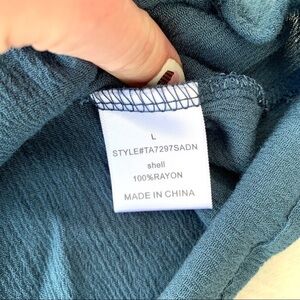 L
STYLE#TA7297SADN
shell
100%RAYON
MADE IN CHINA